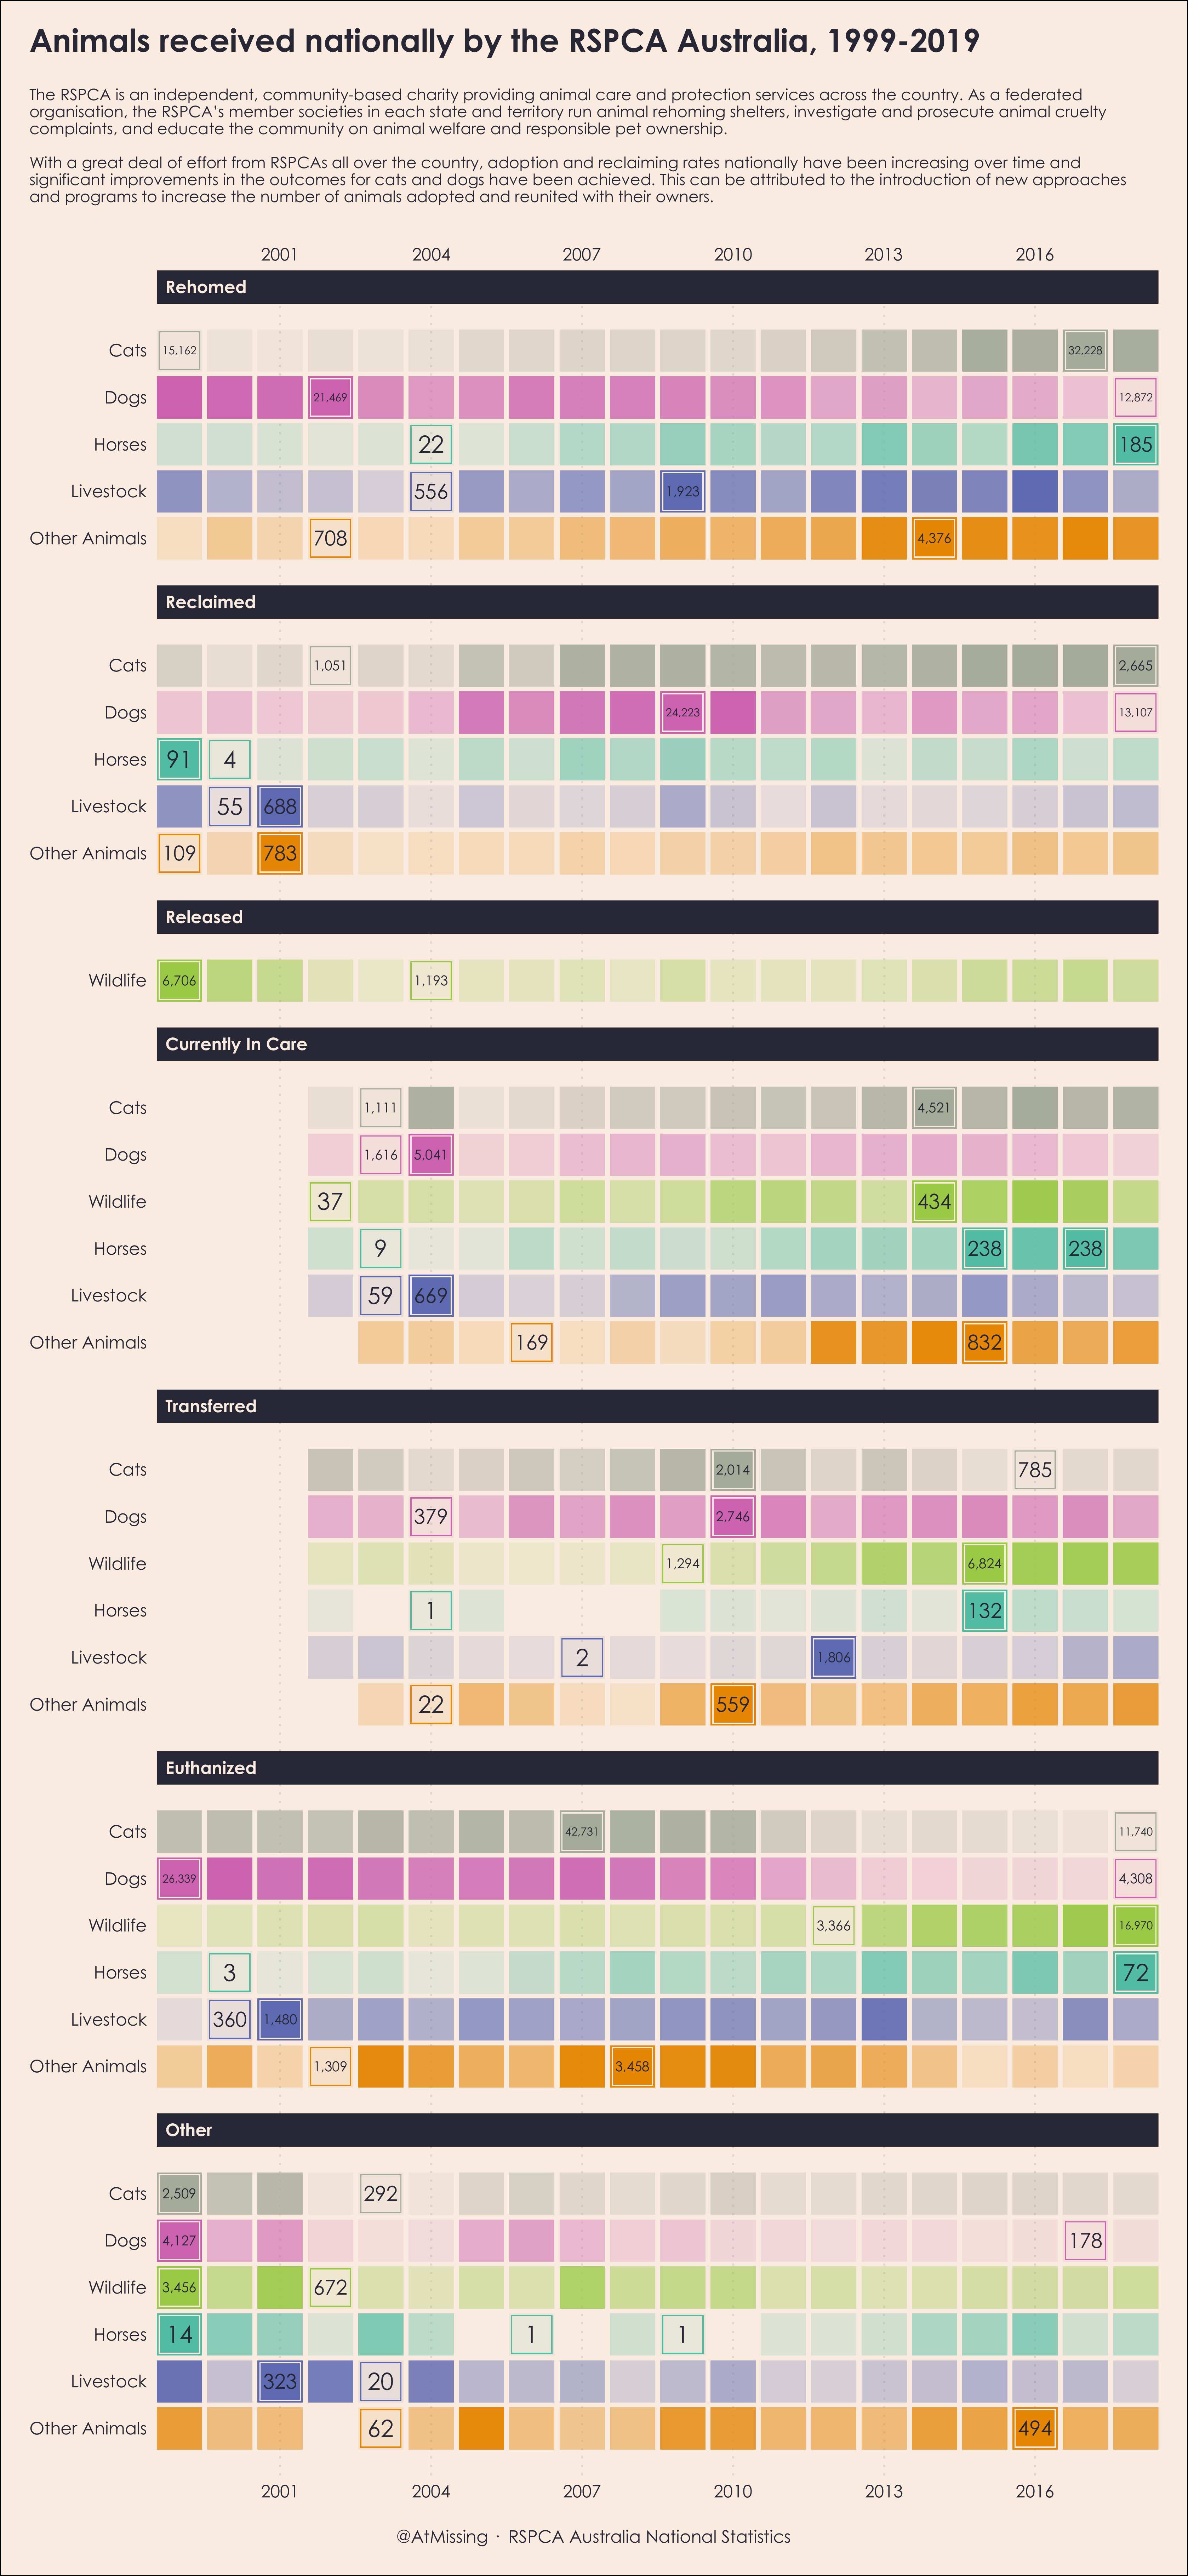 Animals received nationally by the RSPCA Australia, 1999-2019
The RSPCA is an independent, community-based charity providing animal care and protection services across the country. As a federated
organisation, the RSPCA's member societies in each state and territory run animal rehoming shelters, investigate and prosecute animal cruelty
complaints, and educate the community on animal welfare and responsible pet ownership.
With a great deal of effort from RSPCAs all over the country, adoption and reclaiming rates nationally have been increasing over time and
significant improvements in the outcomes for cats and dogs have been achieved. This can be attributed to the introduction of new approaches
and programs to increase the number of animals adopted and reunited with their owners.
2001 2004 2007 2010 2013 2016
Rehomed
Cats 15,162 32,228
Dogs 21,469 12,872
Horses 22 185
Livestock 556 1,923
Other Animals 708 4,376
Reclaimed
Cats 1,051 2,665
Dogs 24,223 13,107
Horses 91 4
Livestock 55 688
Other Animals 109 783
Released
Wildlife 6,706 1,193
Currently In Care
Cats 1,111 4,521
Dogs 1,616 5,041
Wildlife 37 434
Horses 9 238 238
Livestock 59 669
Other Animals 169 832
Transferred
Cats 2,014 785
Dogs 379 2,746
Wildlife 1,294 6,824
Horses 1 132
Livestock 2 1,806
Other Animals 22 559
Euthanized
Cats 42,731 11,740
Dogs 26,339 4,308
Wildlife 3,366 16,970
Horses 3 72
Livestock 360 1,480
Other Animals 1,309 3,458
Other
Cats 2,509 292
Dogs 4,127 178
Wildlife 3,456 672
Horses 14 1 1
Livestock 323 20
Other Animals 62 494
2001 2004 2007 2010 2013 2016
@AtMissing · RSPCA Australia National Statistics